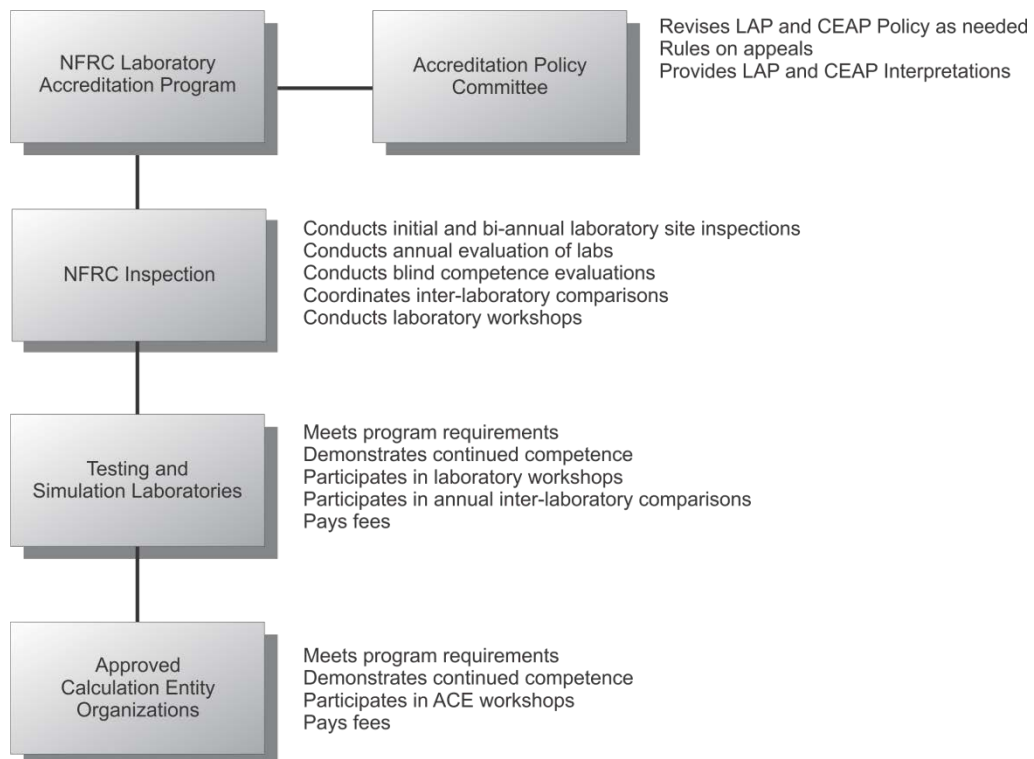 NFRC Laboratory
Accreditation Program
Accreditation Policy
Committee
Revises LAP and CEAP Policy as needed
Rules on appeals
Provides LAP and CEAP Interpretations
NFRC Inspection
Conducts initial and bi-annual laboratory site inspections
Conducts annual evaluation of labs
Conducts blind competence evaluations
Coordinates inter-laboratory comparisons
Conducts laboratory workshops
Testing and
Simulation Laboratories
Meets program requirements
Demonstrates continued competence
Participates in laboratory workshops
Participates in annual inter-laboratory comparisons
Pays fees
Approved
Calculation Entity
Organizations
Meets program requirements
Demonstrates continued competence
Participates in ACE workshops
Pays fees